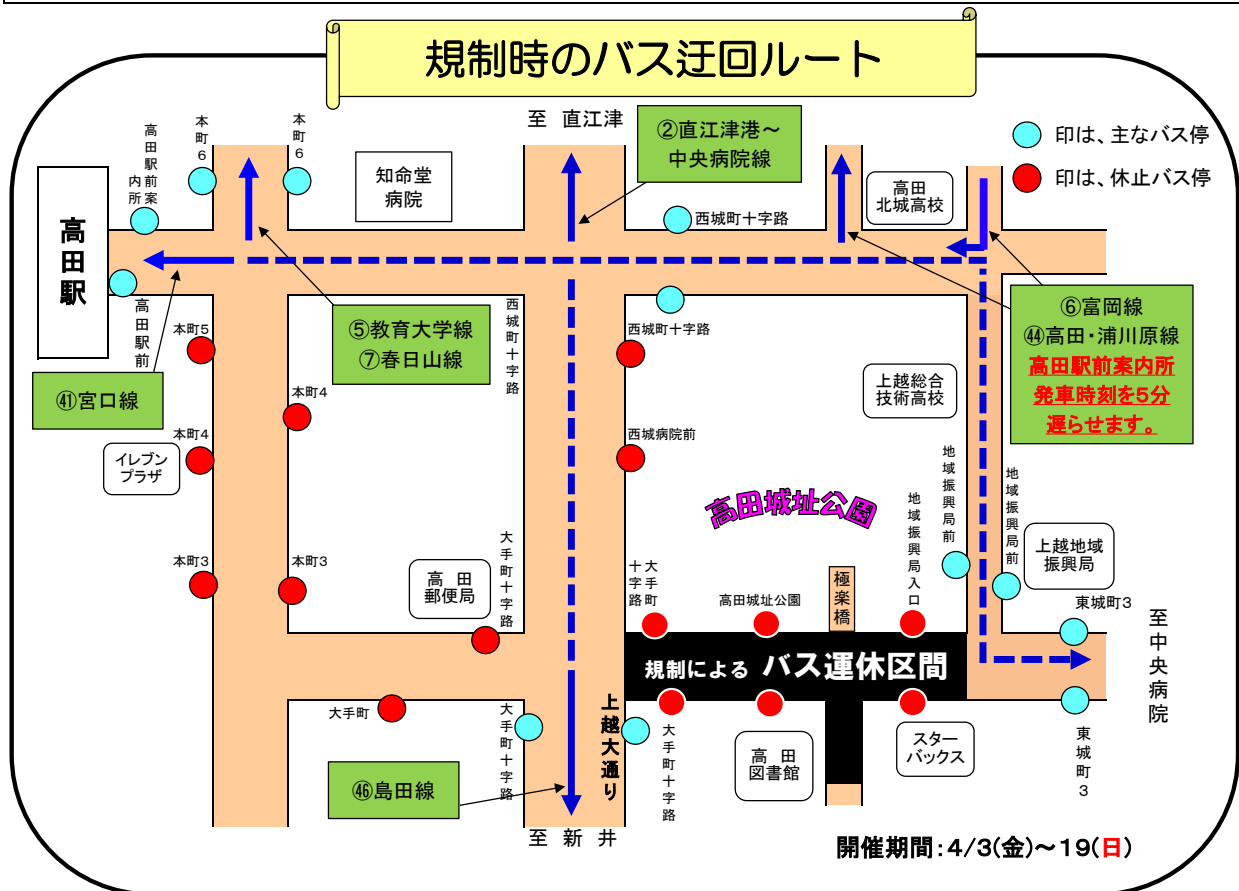 規制時のバス迂回ルート
至 直江津
②直江津港～
中央病院線
印は、主なバス停
印は、休止バス停
高田駅前案内所
本町6
本町6
知命堂
病院
西城町十字路
高田
北城高校
高田駅
高田駅前
西城町十字路
西城町十字路
本町5
⑤教育大学線
⑦春日山線
⑥富岡線
㊹高田・浦川原線
高田駅前案内所
発車時刻を5分
遅らせます。
㊶宮口線
本町4
本町4
イレブン
プラザ
西城病院前
上越総合
技術高校
高田城址公園
地域振興局前
地域振興局前
地域振興局入口
上越地域
振興局
本町3
本町3
高 田
郵便局
大手町十字路
大手町
十字路
高田城址公園
極楽橋
東城町3
至中央病院
規制による バス運休区間
大手町
大手町十字路
上越大通り
大手町十字路
高 田
図書館
スター
バックス
東城町3
㊻島田線
至 新 井
開催期間：4/3(金)～19(日)